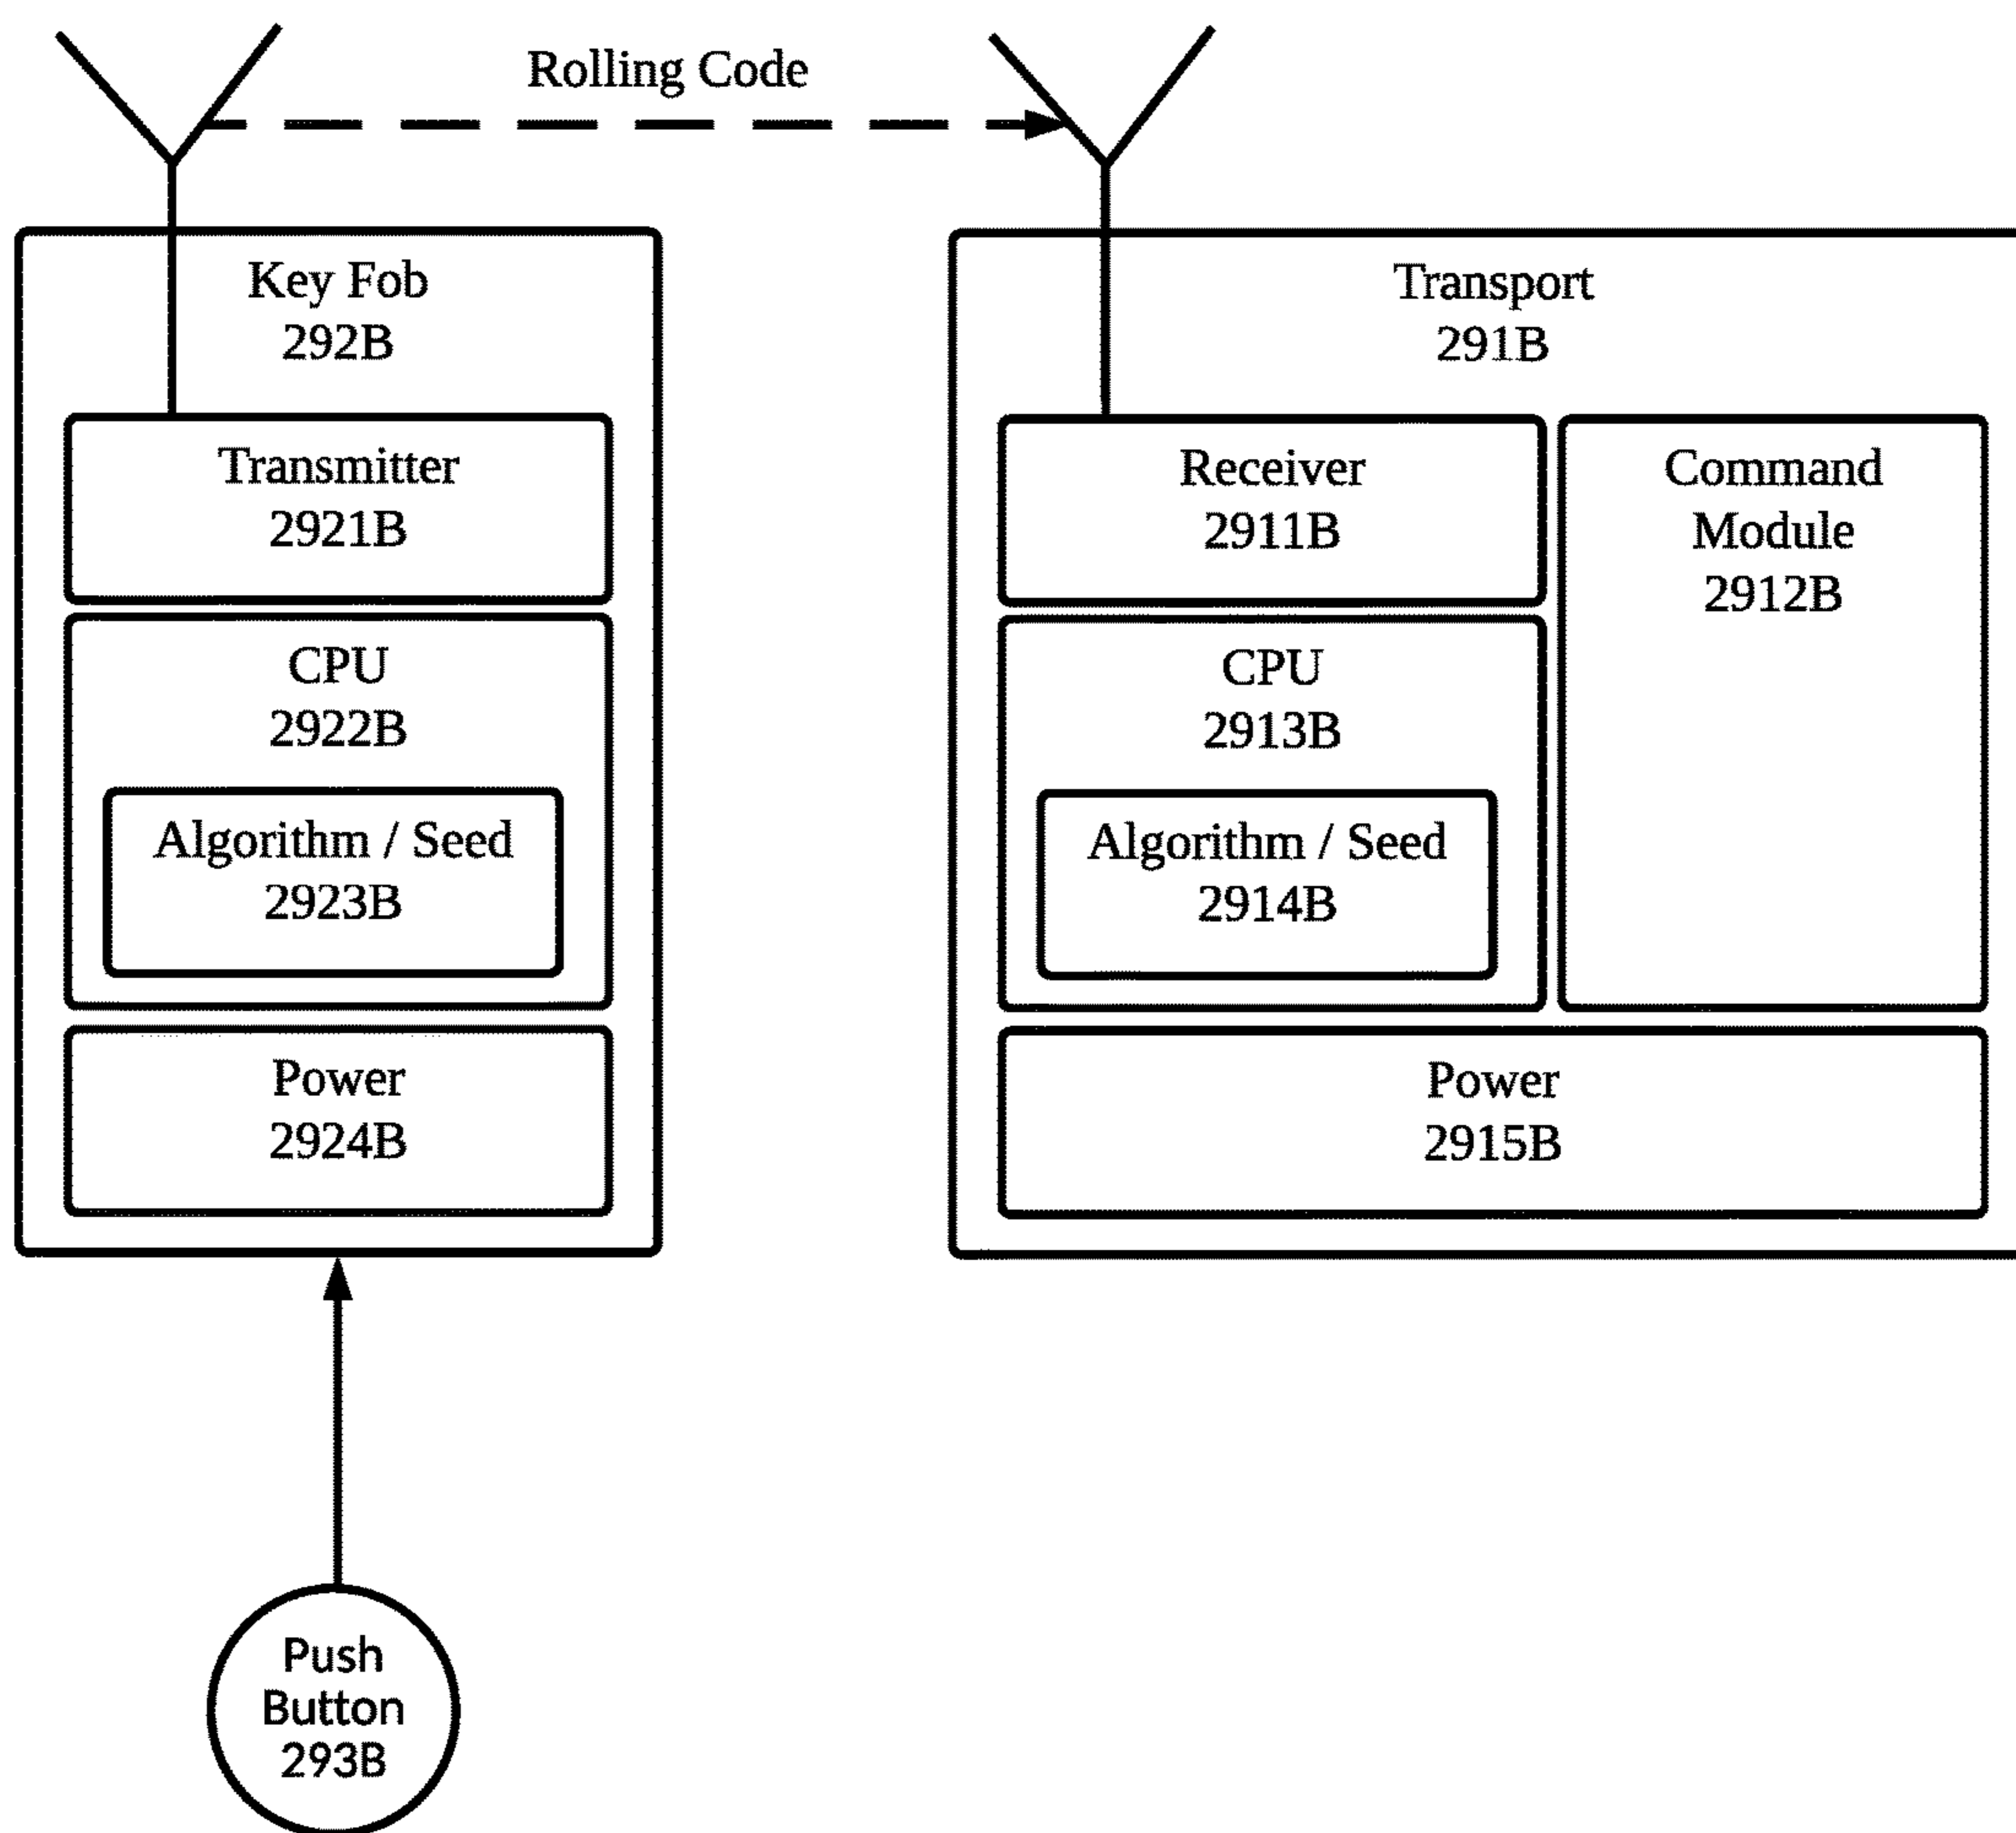 Rolling Code
Key Fob
292B
Transmitter
2921B
CPU
2922B
Algorithm / Seed
2923B
Power
2924B
Push
Button
293B
Transport
291B
Receiver
2911B
Command
Module
2912B
CPU
2913B
Algorithm / Seed
2914B
Power
2915B